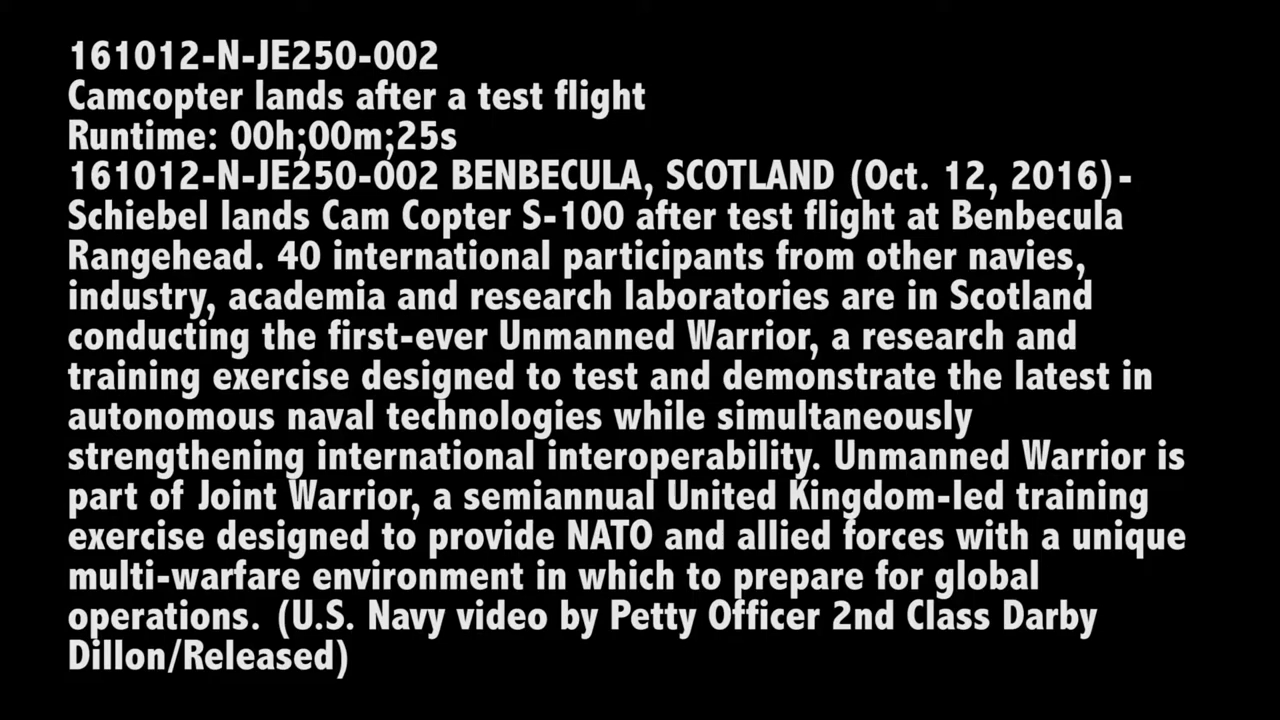 161012-N-JE250-002
Camcopter lands after a test flight
Runtime: 00h;00m;25s
161012-N-JE250-002 BENBECULA, SCOTLAND (Oct. 12, 2016)-
Schiebel lands Cam Copter S-100 after test flight at Benbecula
Rangehead. 40 international participants from other navies,
industry, academia and research laboratories are in Scotland
conducting the first-ever Unmanned Warrior, a research and
training exercise designed to test and demonstrate the latest in
autonomous naval technologies while simultaneously
strengthening international interoperability. Unmanned Warrior is
part of Joint Warrior, a semiannual United Kingdom-led training
exercise designed to provide NATO and allied forces with a unique
multi-warfare environment in which to prepare for global
operations. (U.S. Navy video by Petty Officer 2nd Class Darby
Dillon/Released)